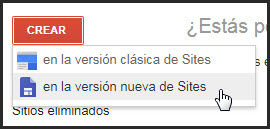 CREAR
¿Estás p
en la versión clásica de Sites
en la versión nueva de Sites
Sitios eliminados